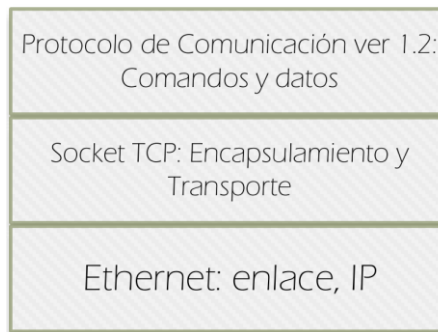 Protocolo de Comunicación ver 1.2:
Comandos y datos
Socket TCP: Encapsulamiento y
Transporte
Ethernet: enlace, IP